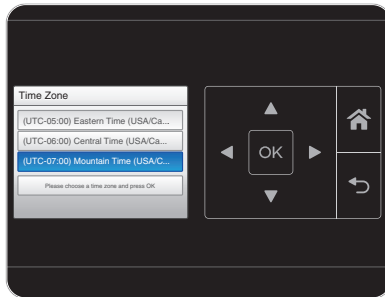 Time Zone
(UTC-05:00) Eastern Time (USA/Ca...
(UTC-06:00) Central Time (USA/Ca...
(UTC-07:00) Mountain Time (USA/C...
Please choose a time zone and press OK
OK